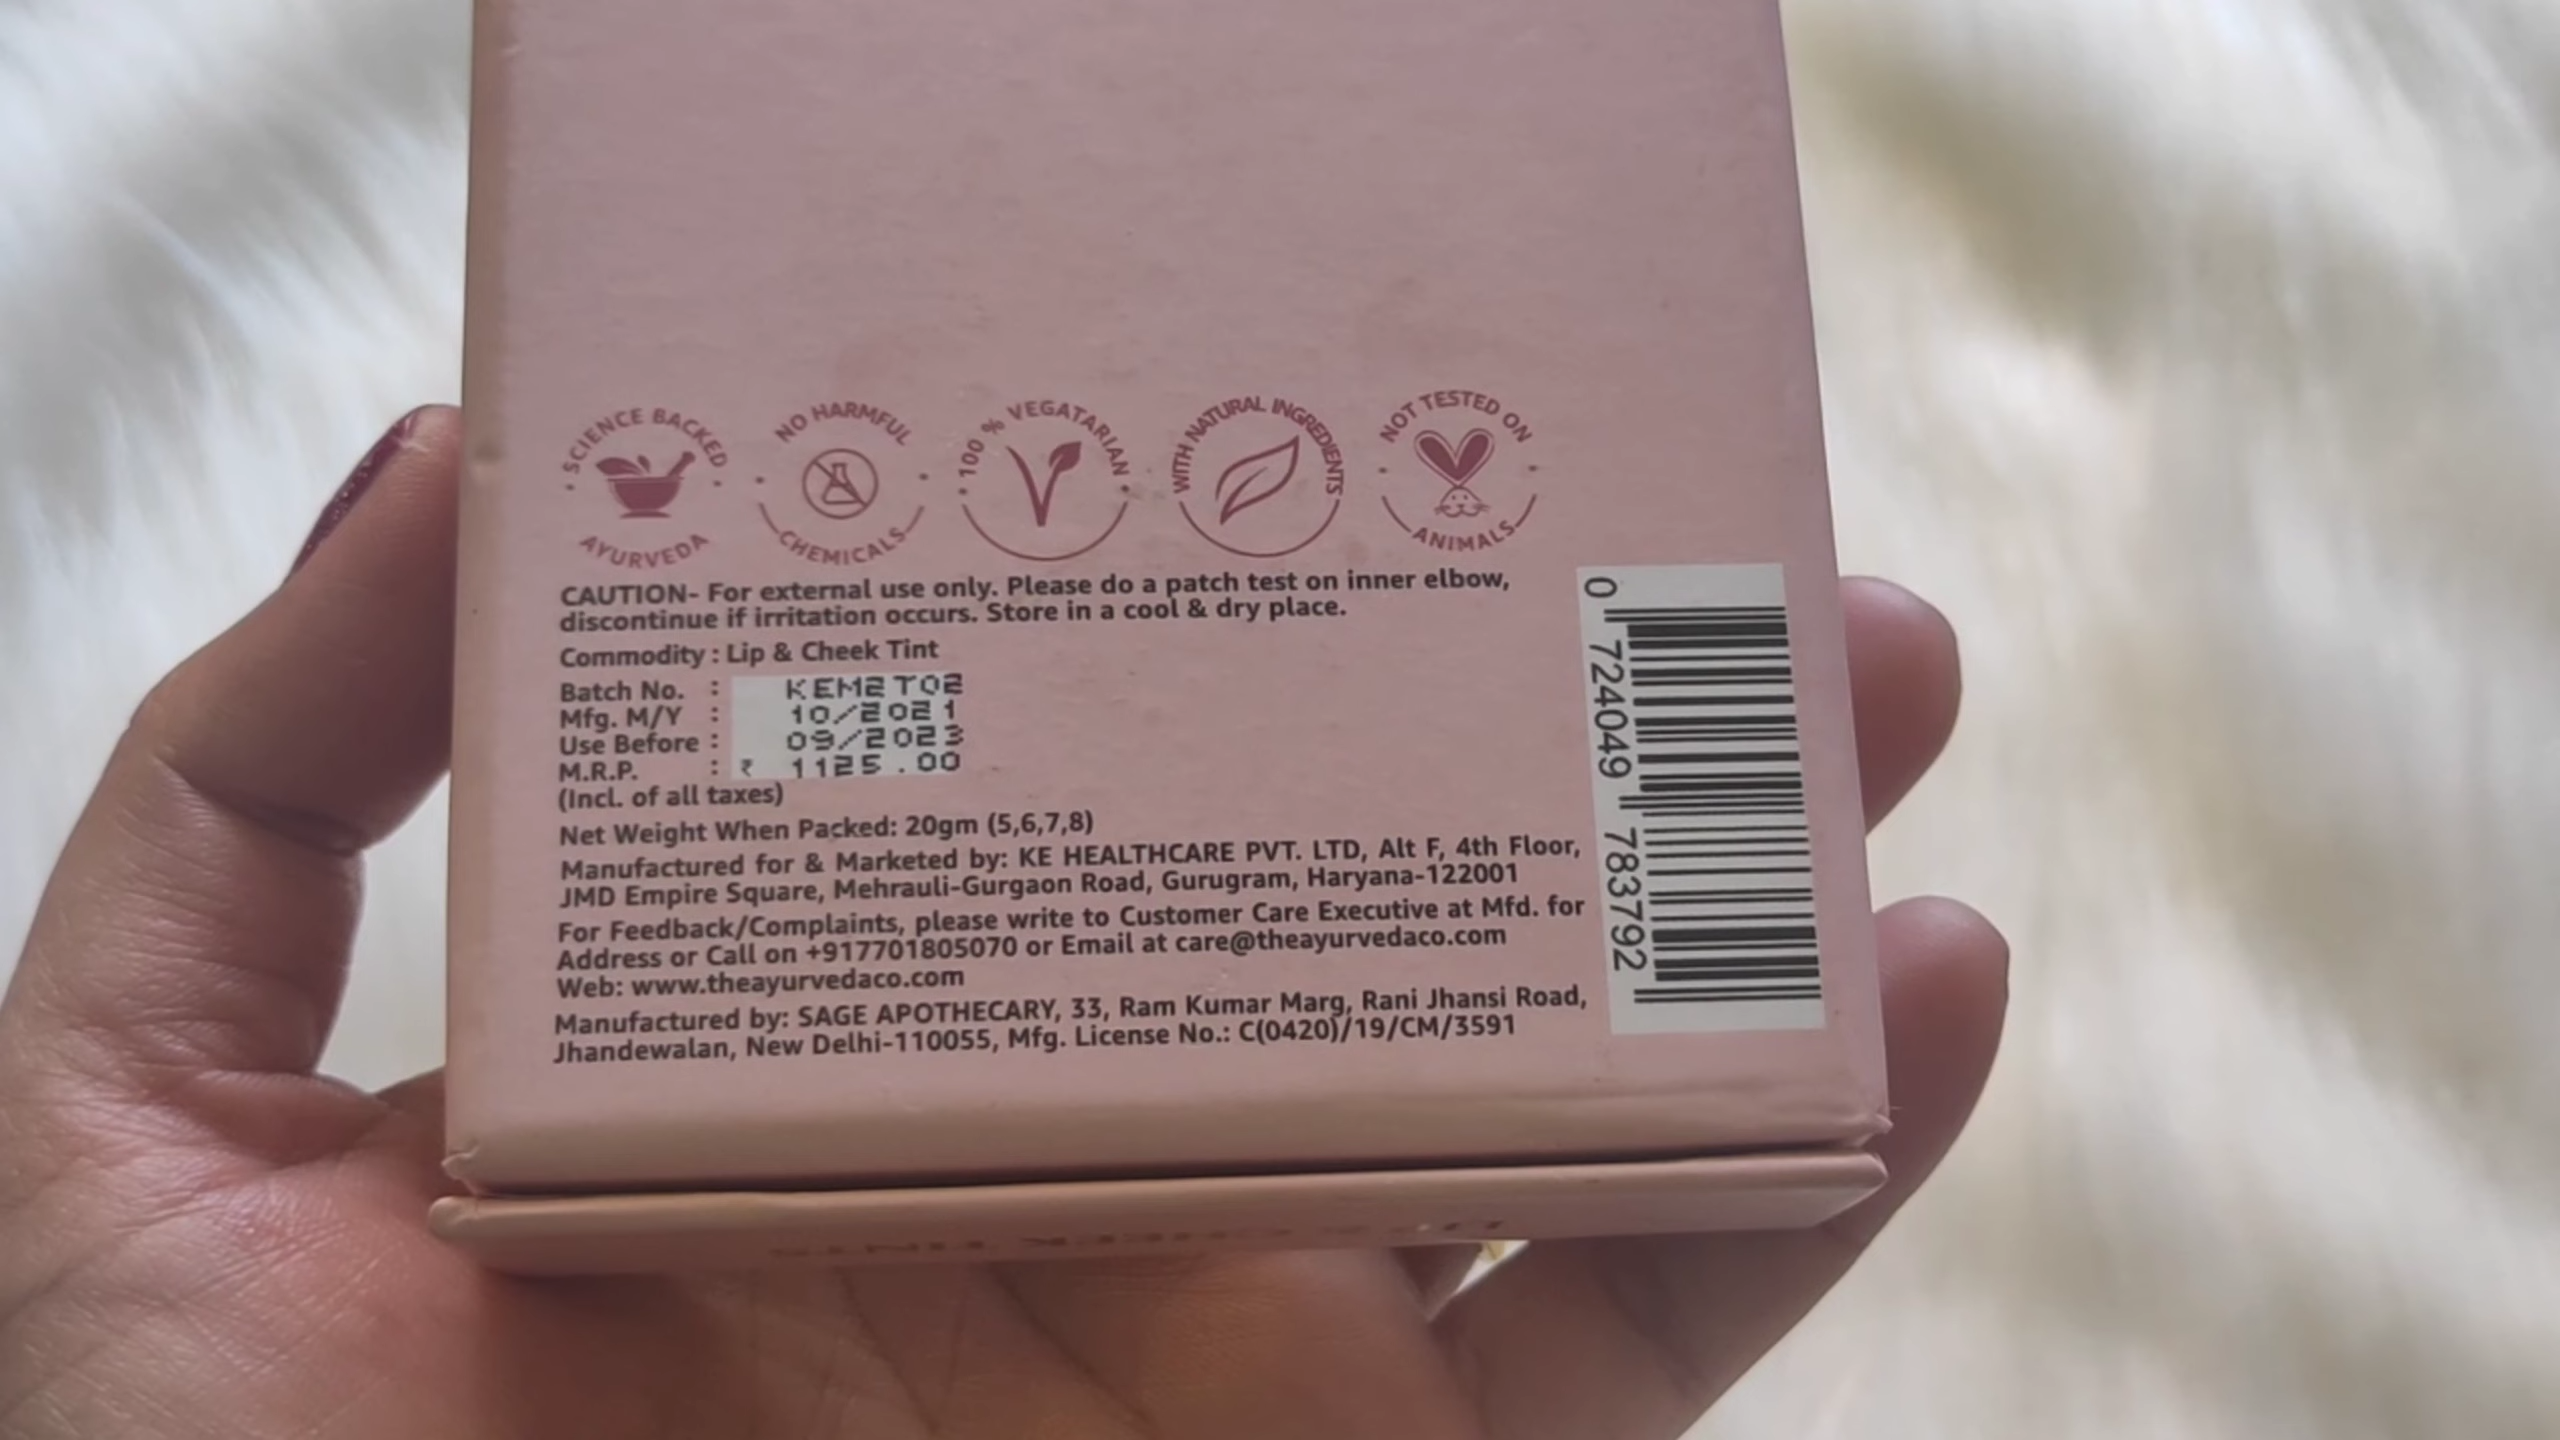 SCIENCE BACKED AYURVEDA
NO HARMFUL CHEMICALS
100 % VEGATARIAN
WITH NATURAL INGREDIENTS
NOT TESTED ON ANIMALS
CAUTION- For external use only. Please do a patch test on inner elbow,
discontinue if irritation occurs. Store in a cool & dry place.
Commodity : Lip & Cheek Tint
Batch No. : KEM2T02
Mfg. M/Y : 10/2021
Use Before : 09/2023
M.R.P. : ₹ 1125.00
(Incl. of all taxes)
Net Weight When Packed: 20gm (5,6,7,8)
Manufactured for & Marketed by: KE HEALTHCARE PVT. LTD, Alt F, 4th Floor,
JMD Empire Square, Mehrauli-Gurgaon Road, Gurugram, Haryana-122001
For Feedback/Complaints, please write to Customer Care Executive at Mfd. for
Address or Call on +917701805070 or Email at care@theayurvedaco.com
Web: www.theayurvedaco.com
Manufactured by: SAGE APOTHECARY, 33, Ram Kumar Marg, Rani Jhansi Road,
Jhandewalan, New Delhi-110055, Mfg. License No.: C(0420)/19/CM/3591
0 724049 783792
LIP & CHEEK TINTS